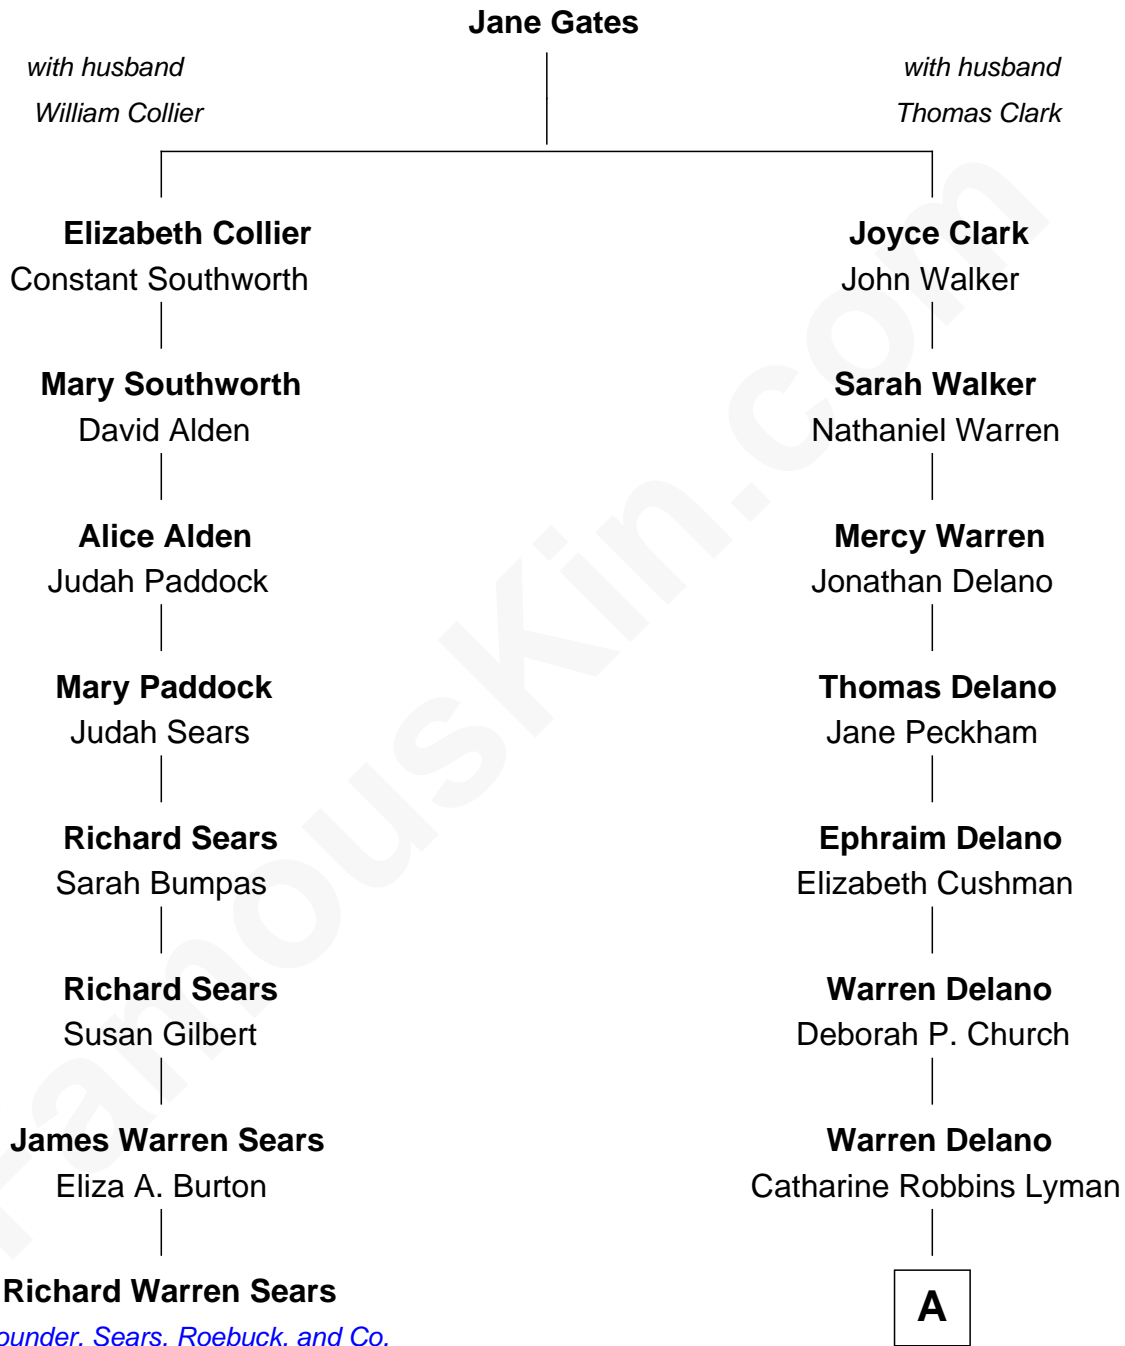 Jane Gates
with husband
William Collier
with husband
Thomas Clark
Elizabeth Collier
Constant Southworth
Joyce Clark
John Walker
Mary Southworth
David Alden
Sarah Walker
Nathaniel Warren
Alice Alden
Judah Paddock
Mercy Warren
Jonathan Delano
Mary Paddock
Judah Sears
Thomas Delano
Jane Peckham
Richard Sears
Sarah Bumpas
Ephraim Delano
Elizabeth Cushman
Richard Sears
Susan Gilbert
Warren Delano
Deborah P. Church
James Warren Sears
Eliza A. Burton
Warren Delano
Catharine Robbins Lyman
Richard Warren Sears
ounder, Sears, Roebuck, and Co.
A
FamousKin.com